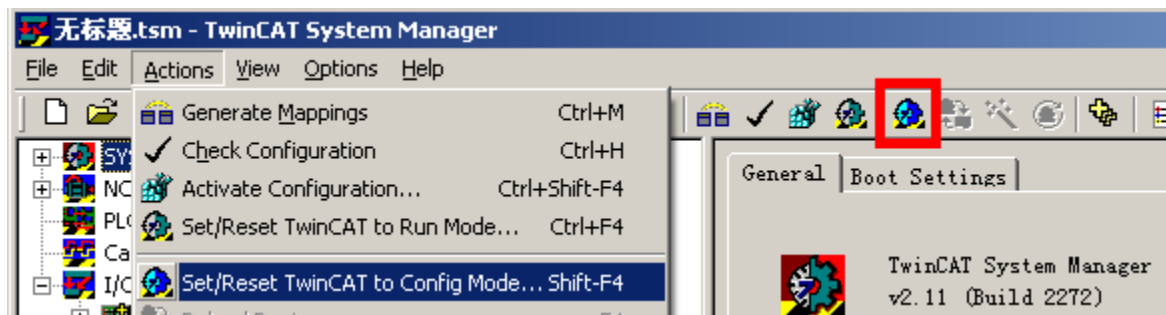 无标题.tsm - TwinCAT System Manager
File Edit Actions View Options Help
Generate Mappings Ctrl+M
Check Configuration Ctrl+H
Activate Configuration... Ctrl+Shift-F4
Set/Reset TwinCAT to Run Mode... Ctrl+F4
Set/Reset TwinCAT to Config Mode... Shift-F4
NC
PLC
Ca
I/O
General Boot Settings
TwinCAT System Manager
v2.11 (Build 2272)